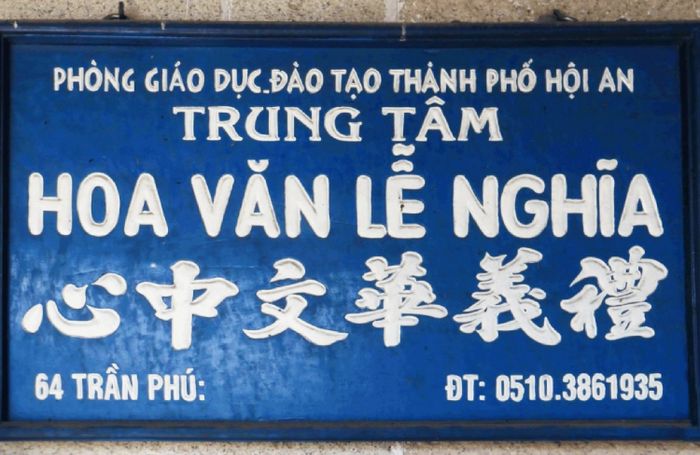 PHÒNG GIÁO DỤC.ĐÀO TẠO THÀNH PHỐ HỘI AN
TRUNG TÂM
HOA VĂN LỄ NGHĨA
心中文華義禮
64 TRẦN PHÚ: ĐT: 0510.3861935